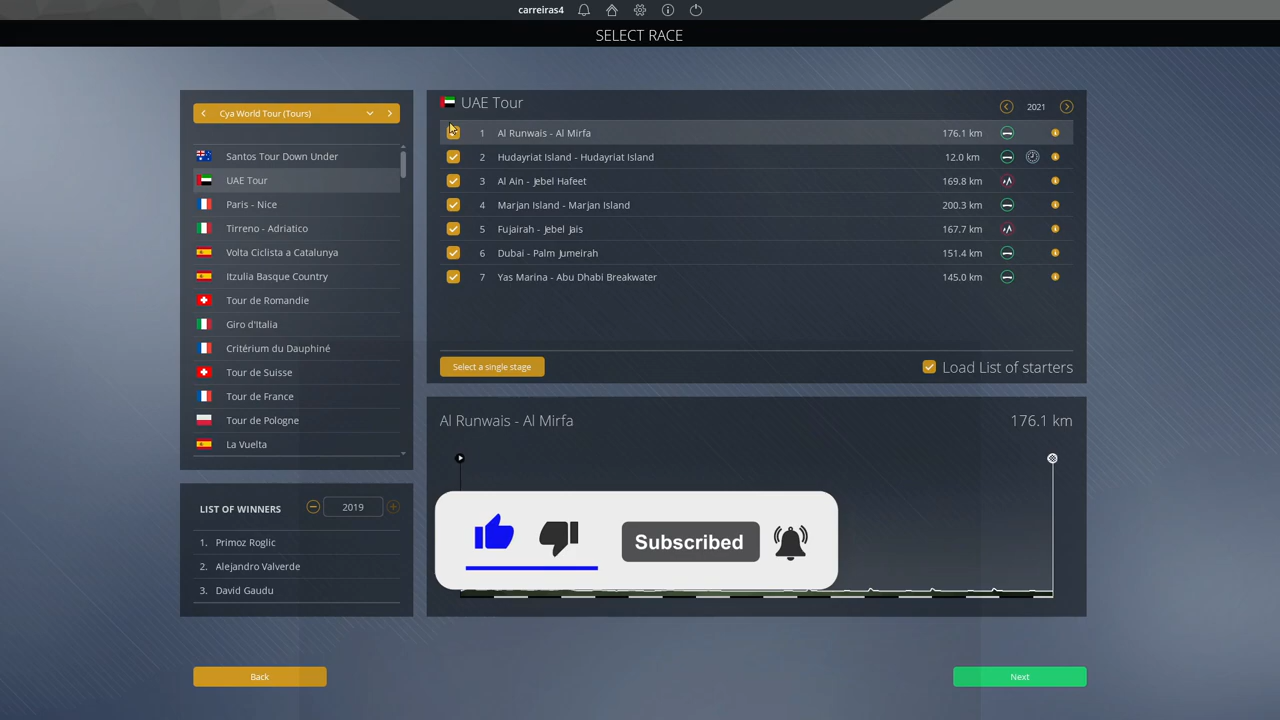 carreiras4
SELECT RACE
Cya World Tour (Tours)
Santos Tour Down Under
UAE Tour
Paris - Nice
Tirreno - Adriatico
Volta Ciclista a Catalunya
Itzulia Basque Country
Tour de Romandie
Giro d'Italia
Critérium du Dauphiné
Tour de Suisse
Tour de France
Tour de Pologne
La Vuelta
LIST OF WINNERS 2019
1. Primoz Roglic
2. Alejandro Valverde
3. David Gaudu
UAE Tour 2021
1 Al Runwais - Al Mirfa 176.1 km
2 Hudayriat Island - Hudayriat Island 12.0 km
3 Al Ain - Jebel Hafeet 169.8 km
4 Marjan Island - Marjan Island 200.3 km
5 Fujairah - Jebel Jais 167.7 km
6 Dubai - Palm Jumeirah 151.4 km
7 Yas Marina - Abu Dhabi Breakwater 145.0 km
Select a single stage
Load List of starters
Al Runwais - Al Mirfa 176.1 km
Subscribed
Back
Next